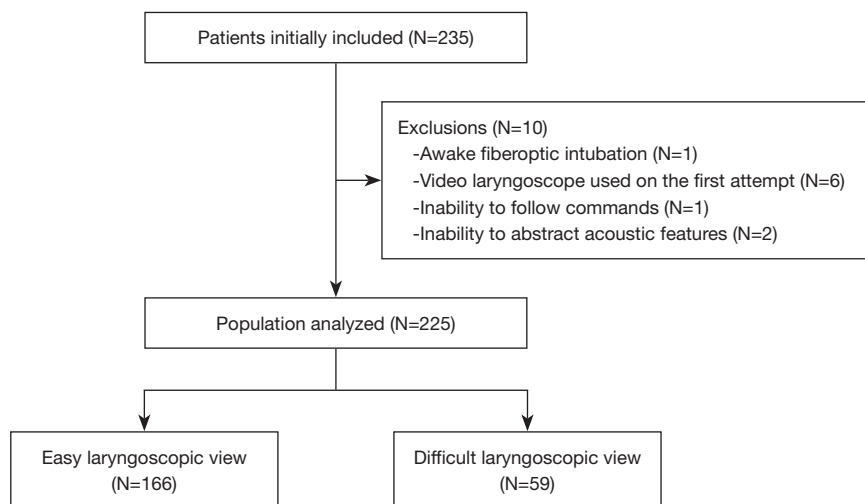 Patients initially included (N=235)
Exclusions (N=10)
-Awake fiberoptic intubation (N=1)
-Video laryngoscope used on the first attempt (N=6)
-Inability to follow commands (N=1)
-Inability to abstract acoustic features (N=2)
Population analyzed (N=225)
Easy laryngoscopic view
(N=166)
Difficult laryngoscopic view
(N=59)